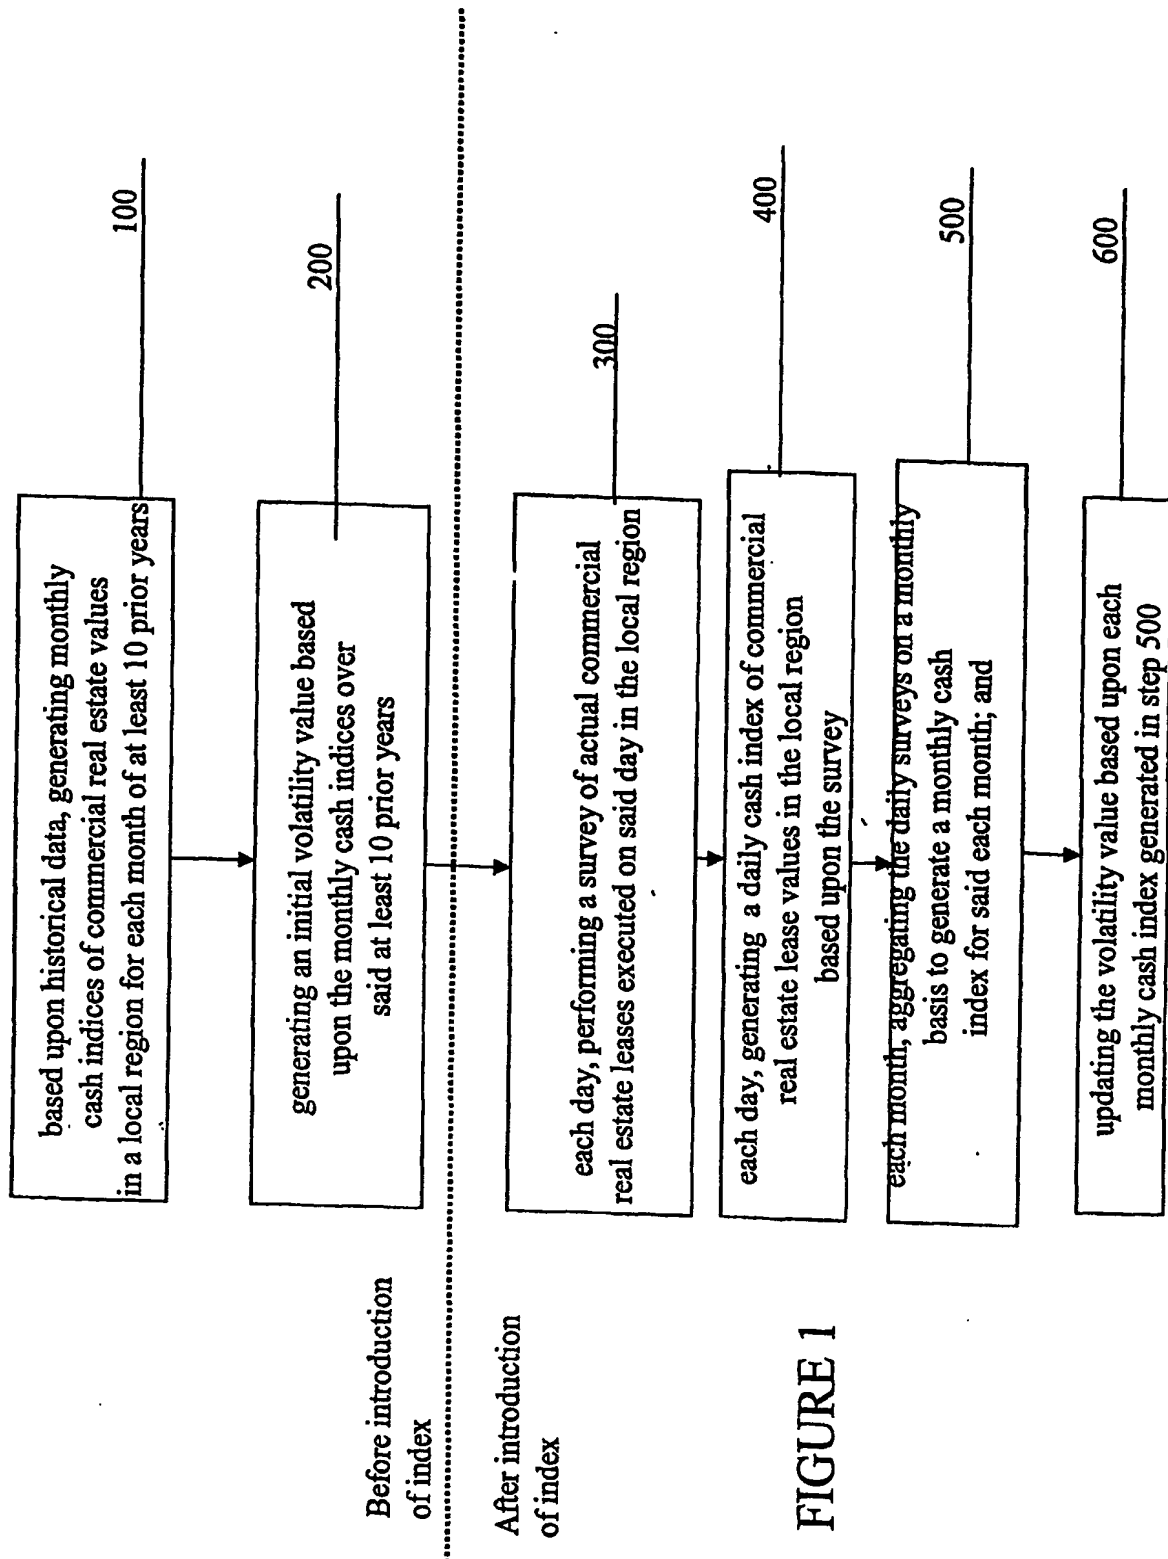 based upon historical data, generating monthly
cash indices of commercial real estate values
in a local region for each month of at least 10 prior years
100
generating an initial volatility value based
upon the monthly cash indices over
said at least 10 prior years
200
Before introduction
of index
After introduction
of index
each day, performing a survey of actual commercial
real estate leases executed on said day in the local region
300
each day, generating a daily cash index of commercial
real estate lease values in the local region
based upon the survey
400
each month, aggregating the daily surveys on a monthly
basis to generate a monthly cash
index for said each month; and
500
updating the volatility value based upon each
monthly cash index generated in step 500
600
FIGURE 1